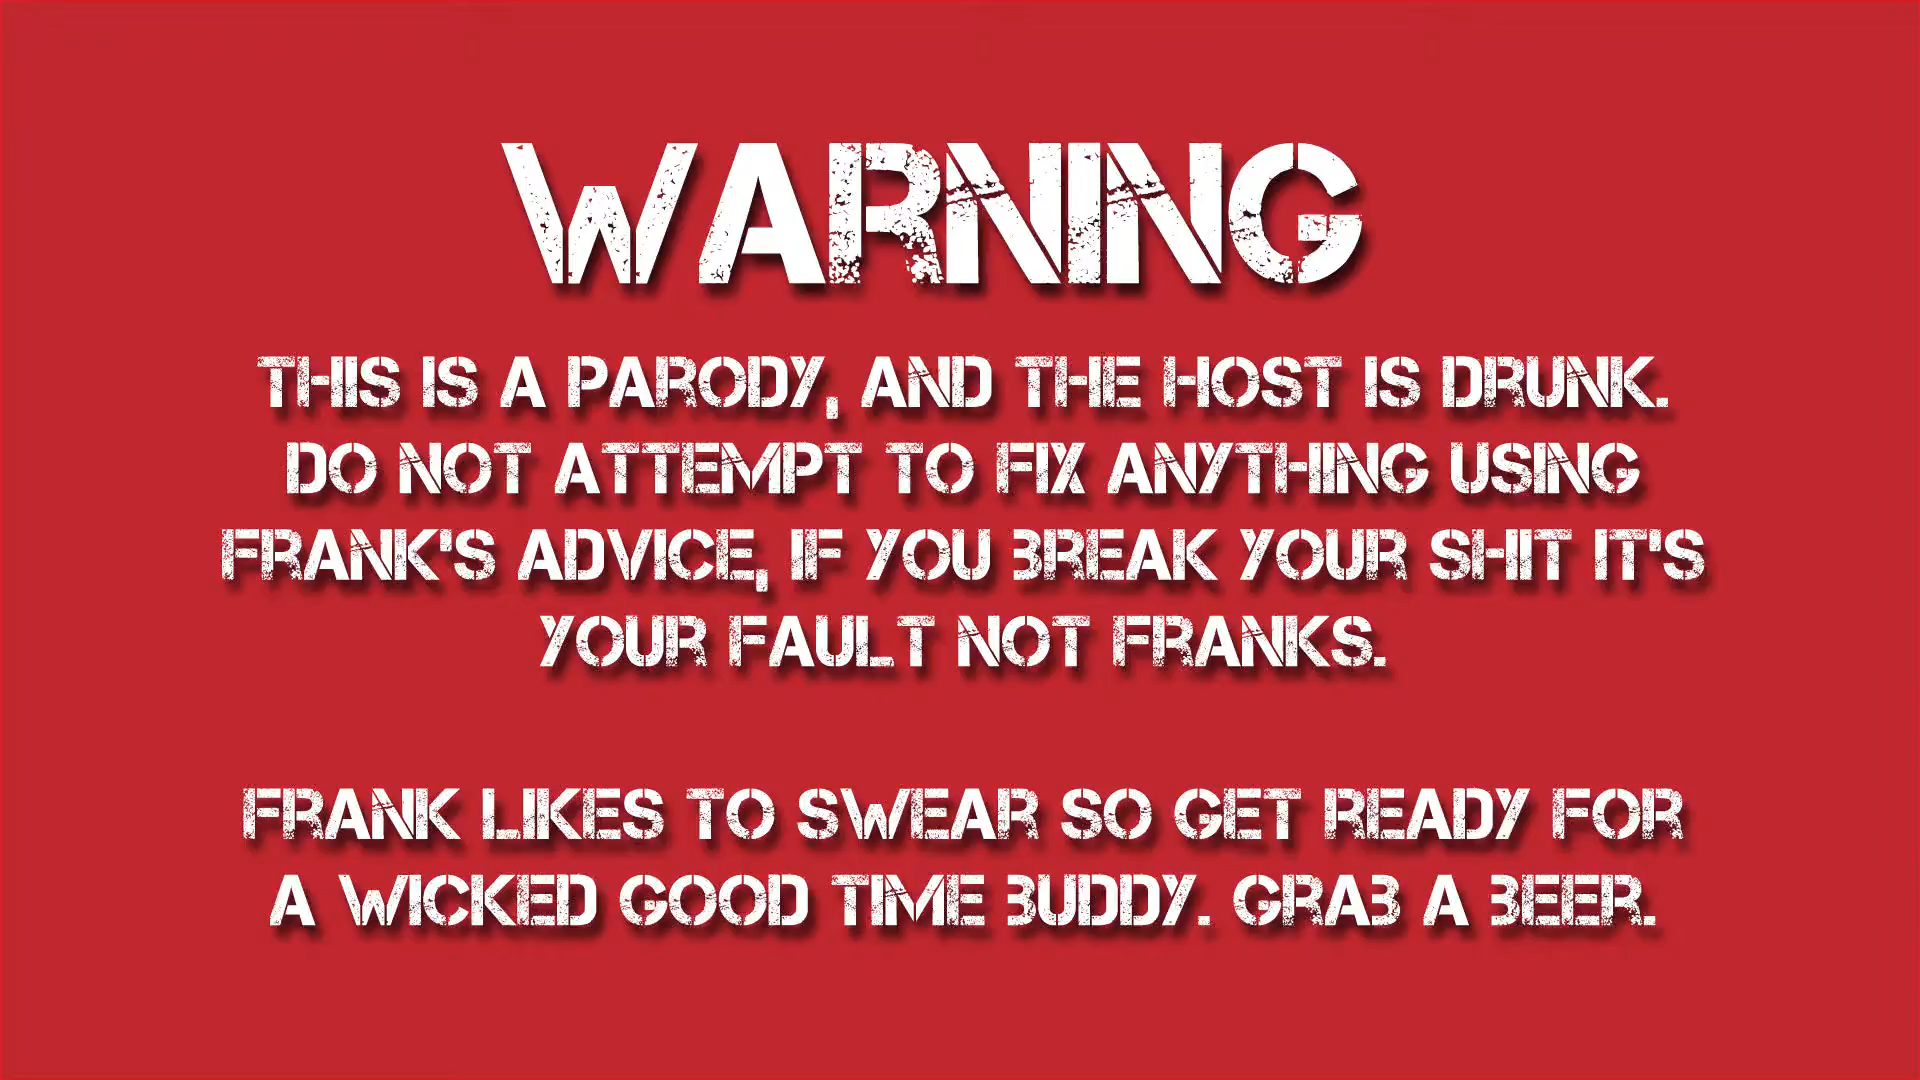 WARNING
THIS IS A PARODY, AND THE HOST IS DRUNK.
DO NOT ATTEMPT TO FIX ANYTHING USING
FRANK'S ADVICE, IF YOU BREAK YOUR SHIT IT'S
YOUR FAULT NOT FRANKS.
FRANK LIKES TO SWEAR SO GET READY FOR
A WICKED GOOD TIME BUDDY. GRAB A BEER.